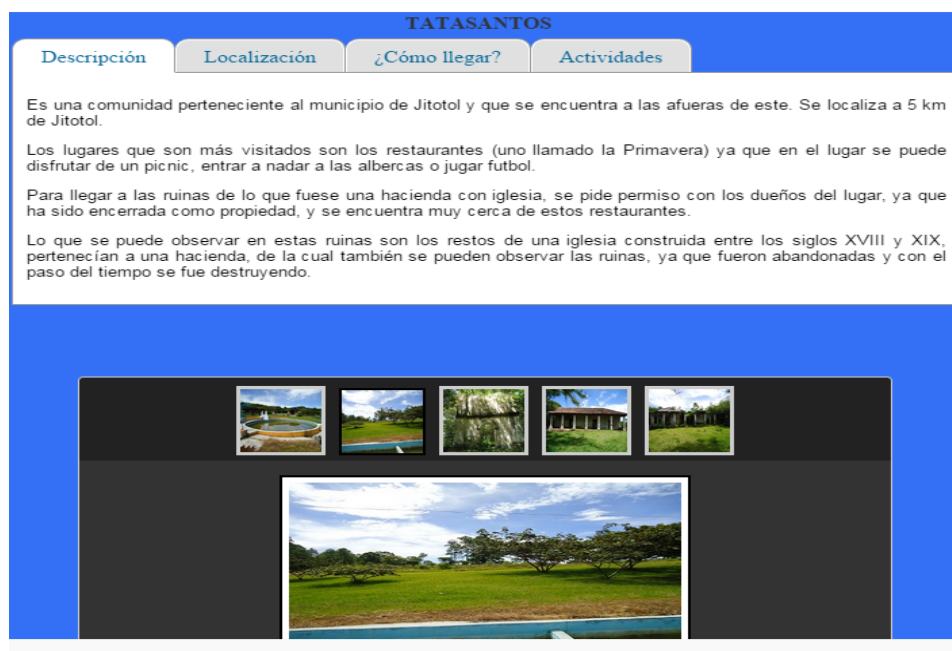 TATASANTOS
Descripción
Localización
¿Cómo llegar?
Actividades
Es una comunidad perteneciente al municipio de Jitotol y que se encuentra a las afueras de este. Se localiza a 5 km
de Jitotol.
Los lugares que son más visitados son los restaurantes (uno llamado la Primavera) ya que en el lugar se puede
disfrutar de un picnic, entrar a nadar a las albercas o jugar futbol.
Para llegar a las ruinas de lo que fuese una hacienda con iglesia, se pide permiso con los dueños del lugar, ya que
ha sido encerrada como propiedad, y se encuentra muy cerca de estos restaurantes.
Lo que se puede observar en estas ruinas son los restos de una iglesia construida entre los siglos XVIII y XIX,
pertenecían a una hacienda, de la cual también se pueden observar las ruinas, ya que fueron abandonadas y con el
paso del tiempo se fue destruyendo.